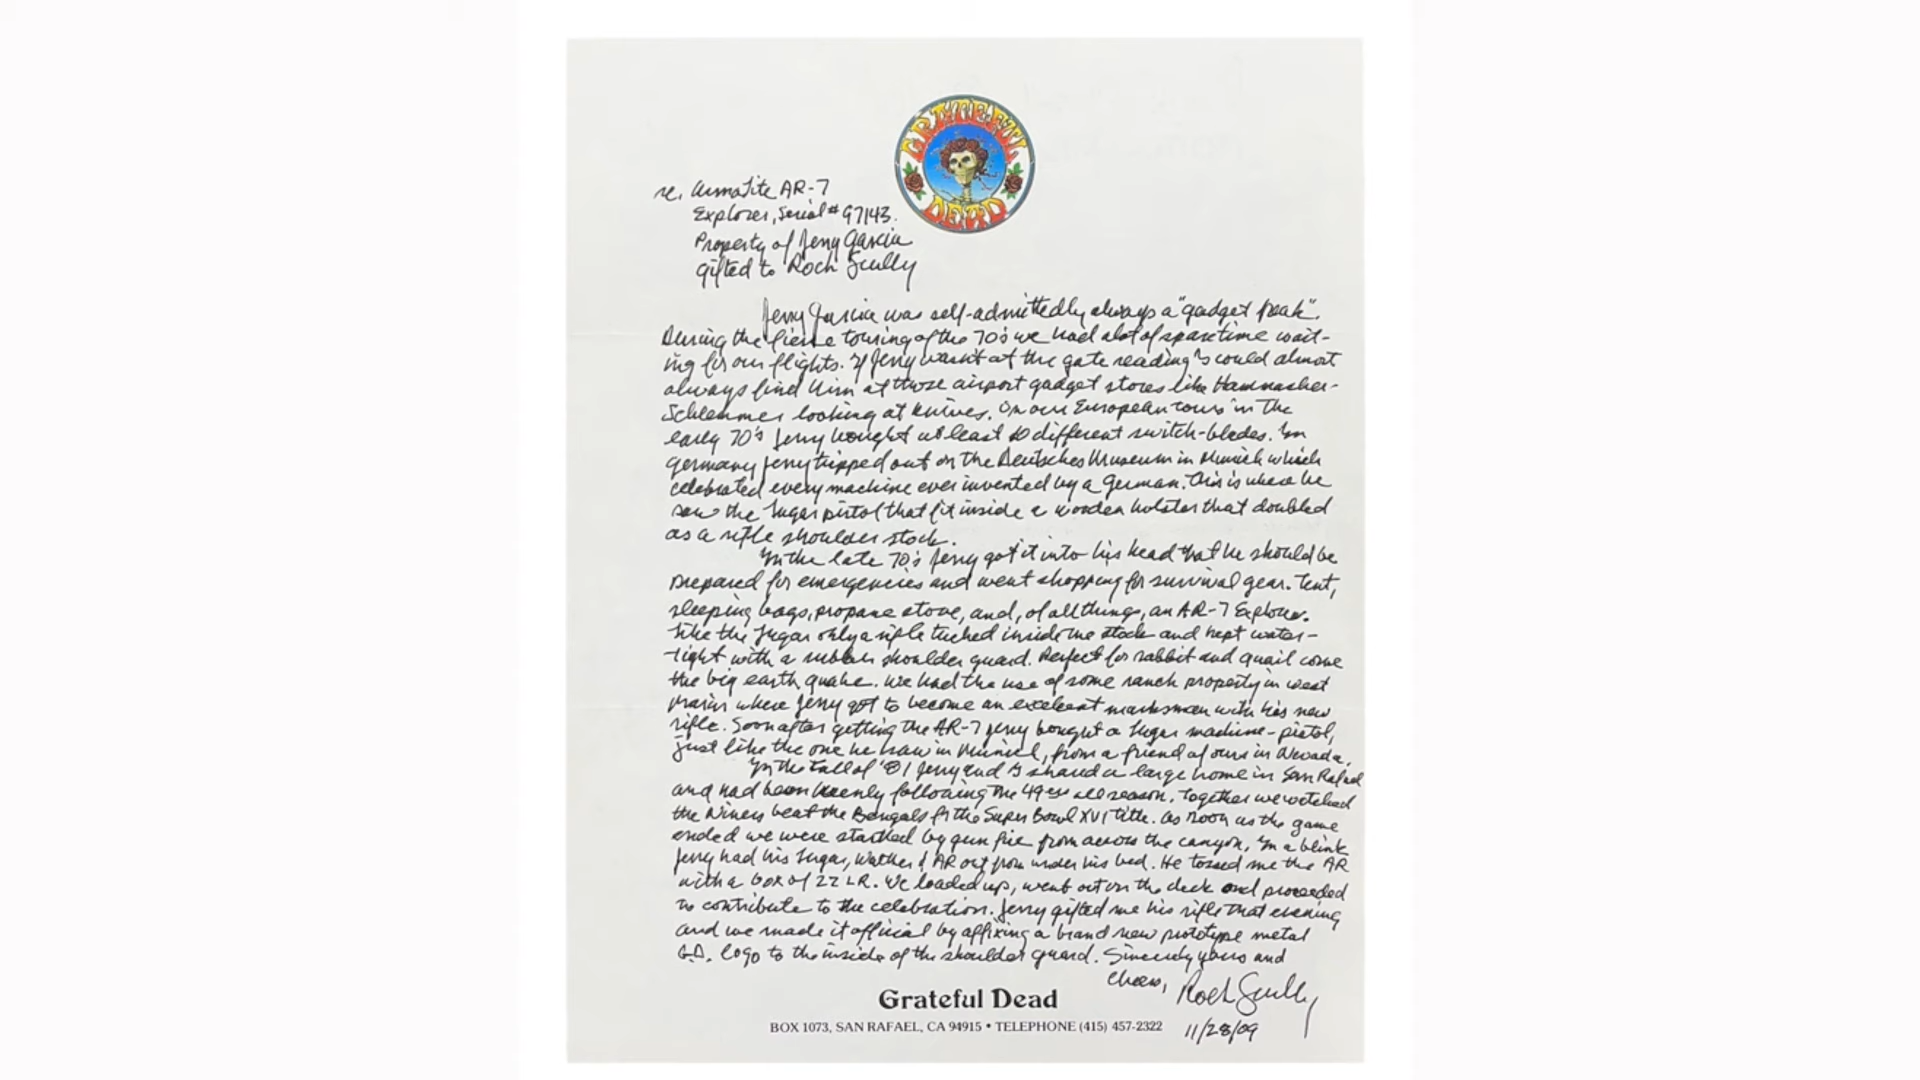 GRATEFUL
DEAD
re. Armalite AR-7
Explorer, Serial # 97143.
Property of Jerry Garcia
gifted to Rock Scully
Jerry Garcia was self-admittedly always a "gadget freak".
During the fierce touring of the 70's we had alot of spare time wait-
ing for our flights. If Jerry wasn't at the gate reading I could almost
always find him at those airport gadget stores like Hammacher-
Schlemmer looking at knives. On our European tours in the
early 70's Jerry bought at least 10 different switch-blades. In
Germany Jerry tripped out on the Deutsches Museum in Munich which
celebrated every machine ever invented by a German. This is where he
saw the Luger pistol that fit inside a wooden holster that doubled
as a rifle shoulder stock.
In the late 70's Jerry got it into his head that he should be
prepared for emergencies and went shopping for survival gear. Tent,
sleeping bags, propane stove, and, of all things, an AR-7 Explorer.
Like the Luger only a rifle tucked inside the stock and kept water-
tight with a rubber shoulder guard. Perfect for rabbit and quail come
the big earth quake. We had the use of some ranch property in west
Marin where Jerry got to become an excellent marksman with his new
rifle. Soon after getting the AR-7 Jerry bought a Luger machine-pistol,
just like the one he saw in Munich, from a friend of ours in Nevada.
In the Fall of '81 Jerry and I shared a large home in San Rafael
and had been keenly following the 49ers all season. Together we watched
the Niners beat the Bengals for the Super Bowl XVI title. As soon as the game
ended we were startled by gun fire from across the canyon. In a blink
Jerry had his Luger, Walther & AR out from under his bed. He tossed me the AR
with a box of 22 LR. We loaded up, went out on the deck and proceeded
to contribute to the celebration. Jerry gifted me his rifle that evening
and we made it official by affixing a brand new prototype metal
G.D. logo to the inside of the shoulder guard. Sincerely yours and
Cheers, Rock Scully
11/28/09
Grateful Dead
BOX 1073, SAN RAFAEL, CA 94915 • TELEPHONE (415) 457-2322